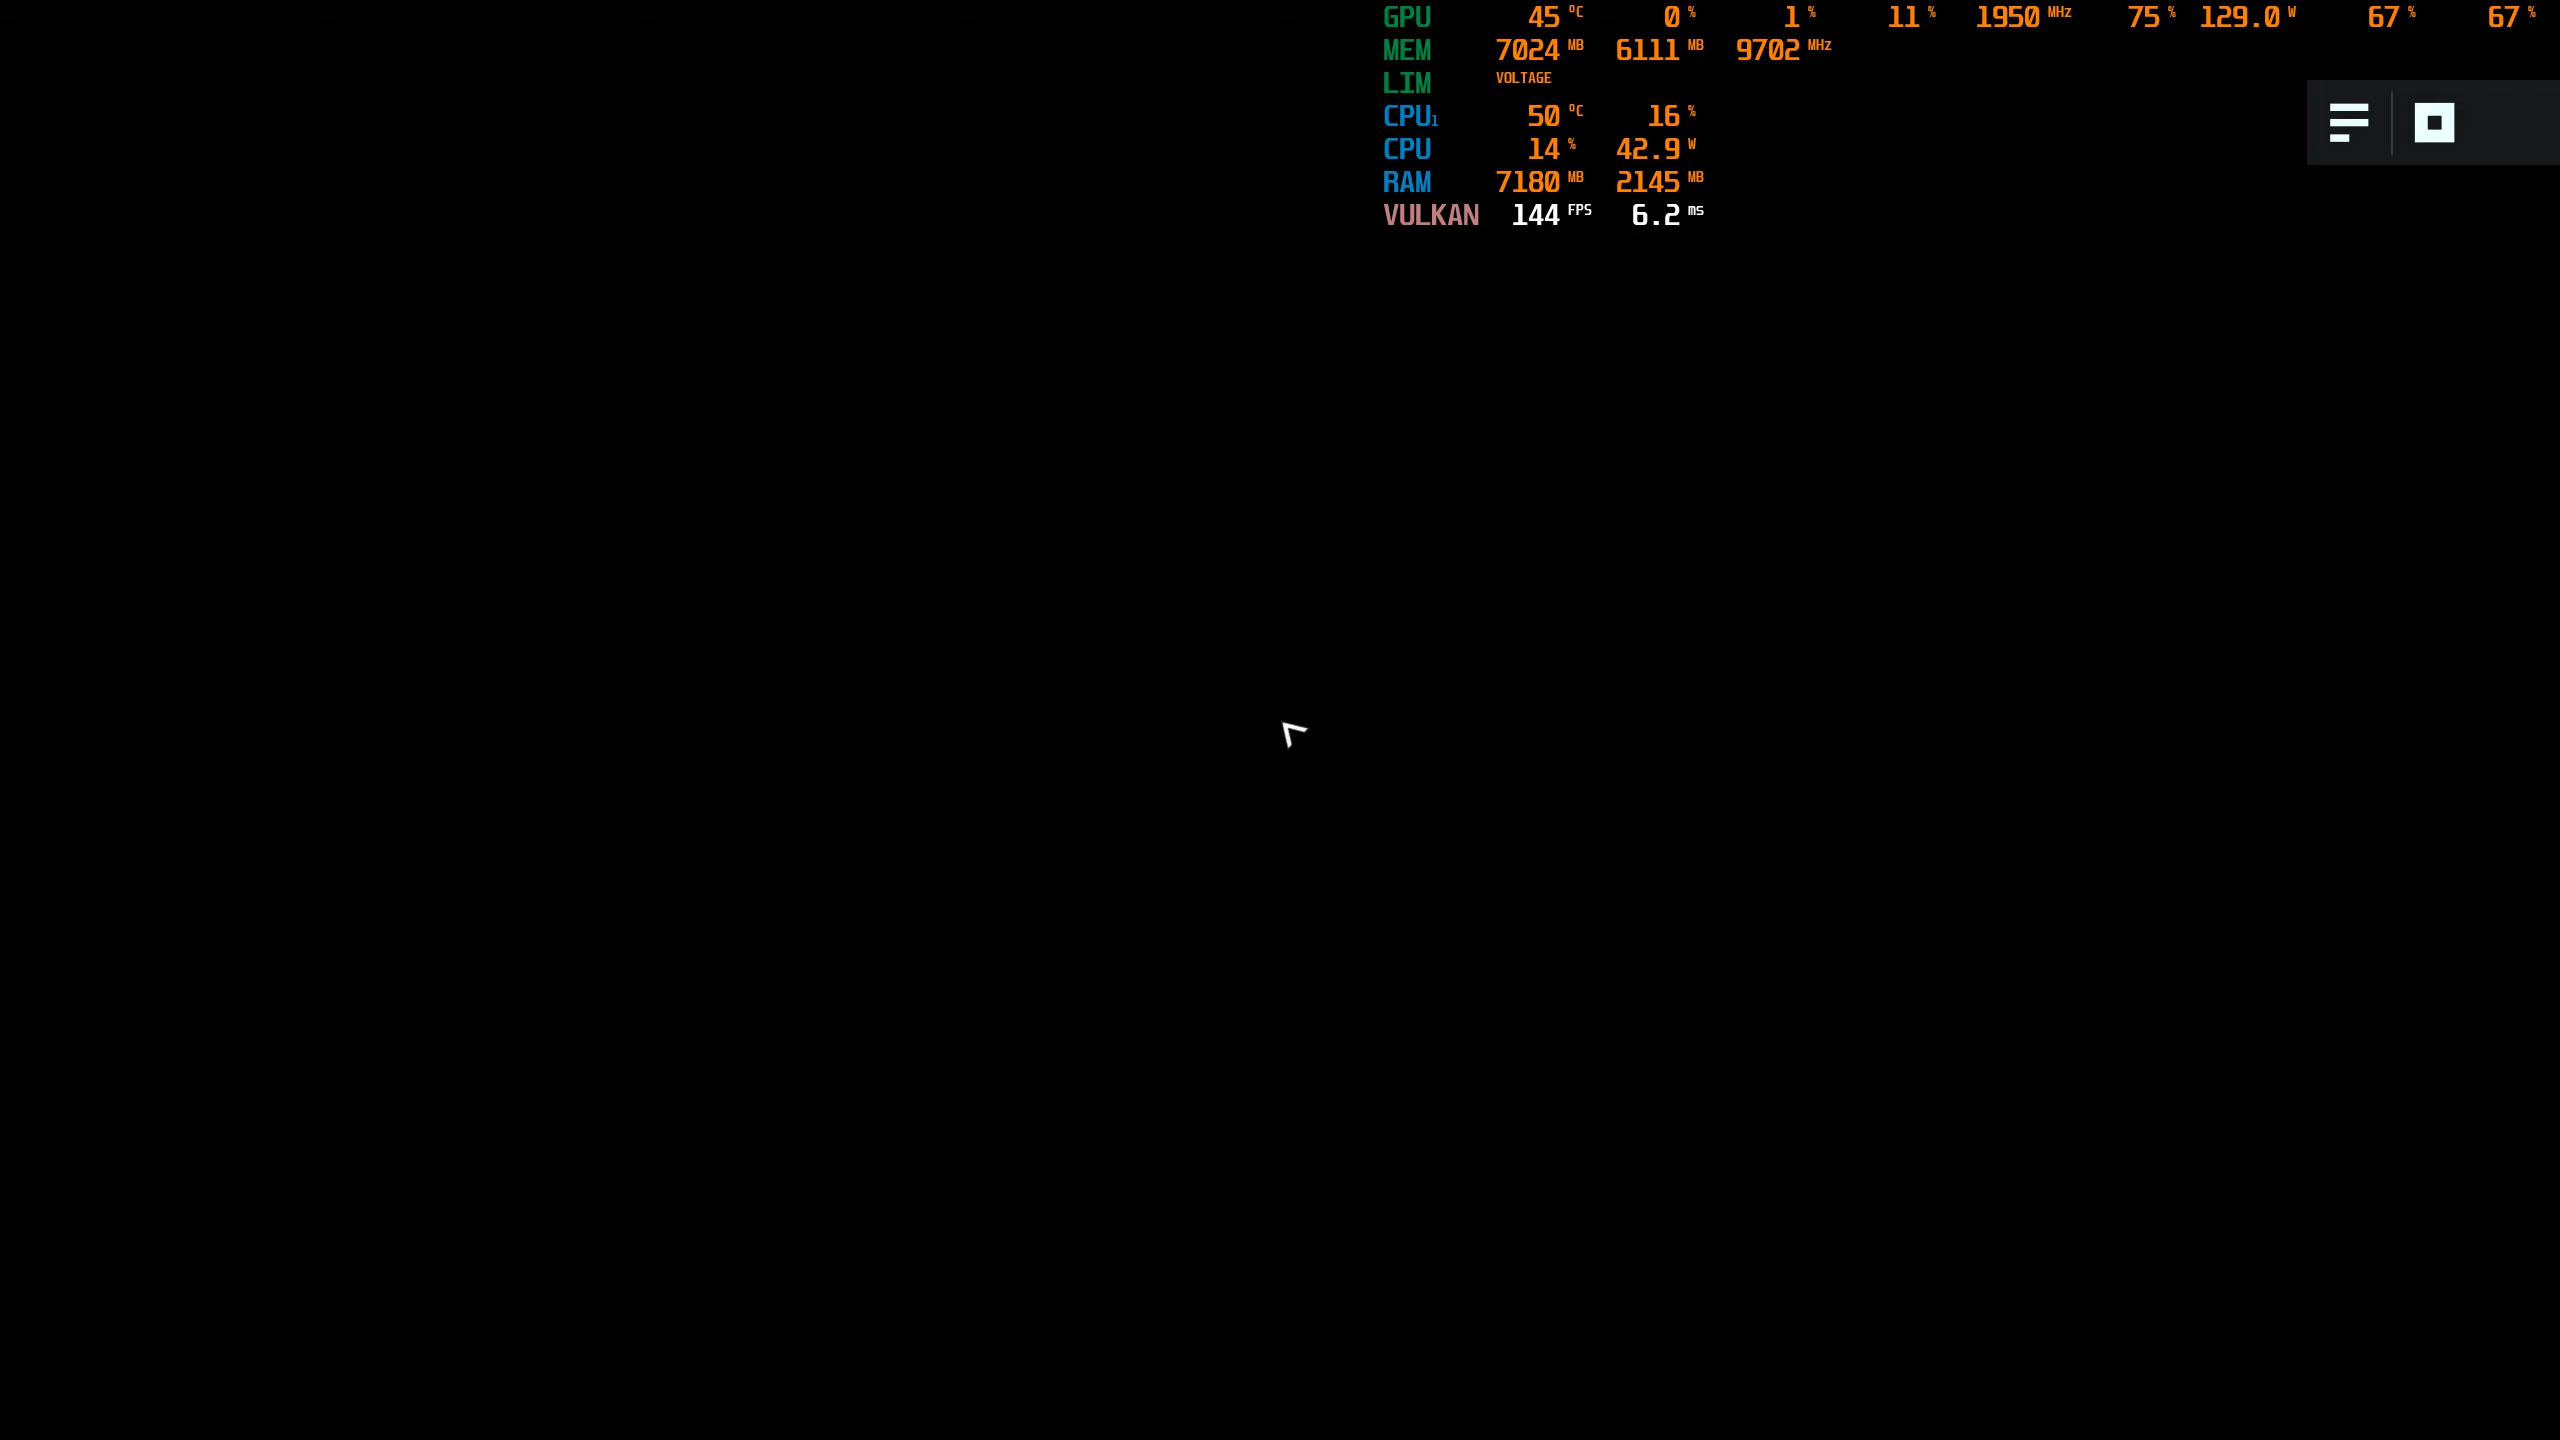 GPU 45 °C 0 % 1 % 11 % 1950 MHz 75 % 129.0 W 67 % 67 %
MEM 7024 MB 6111 MB 9702 MHz
LIM VOLTAGE
CPU1 50 °C 16 %
CPU 14 % 42.9 W
RAM 7180 MB 2145 MB
VULKAN 144 FPS 6.2 ms